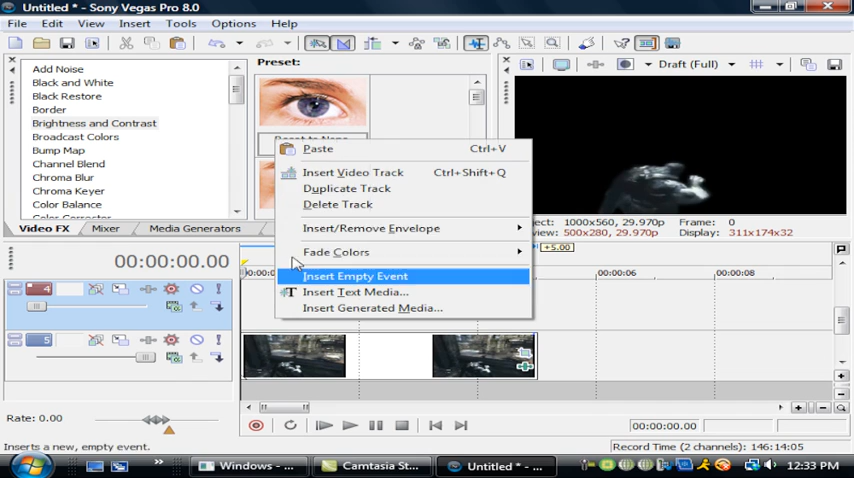 Untitled * - Sony Vegas Pro 8.0
File Edit View Insert Tools Options Help
Draft (Full)
Add Noise
Black and White
Black Restore
Border
Brightness and Contrast
Broadcast Colors
Bump Map
Channel Blend
Chroma Blur
Chroma Keyer
Color Balance
Preset:
Paste Ctrl+V
Insert Video Track Ctrl+Shift+Q
Duplicate Track
Delete Track
Insert/Remove Envelope
Fade Colors
Insert Empty Event
Insert Text Media...
Insert Generated Media...
ject: 1000x560, 29.970p Frame: 0
view: 500x280, 29.970p Display: 311x174x32
Video FX Mixer Media Generators
00:00:00.00
+5.00
00:00:06 00:00:08
4
5
Rate: 0.00
00:00:00.00
Inserts a new, empty event.
Record Time (2 channels): 146:14:05
Windows - ... Camtasia St... Untitled * - ... 12:33 PM